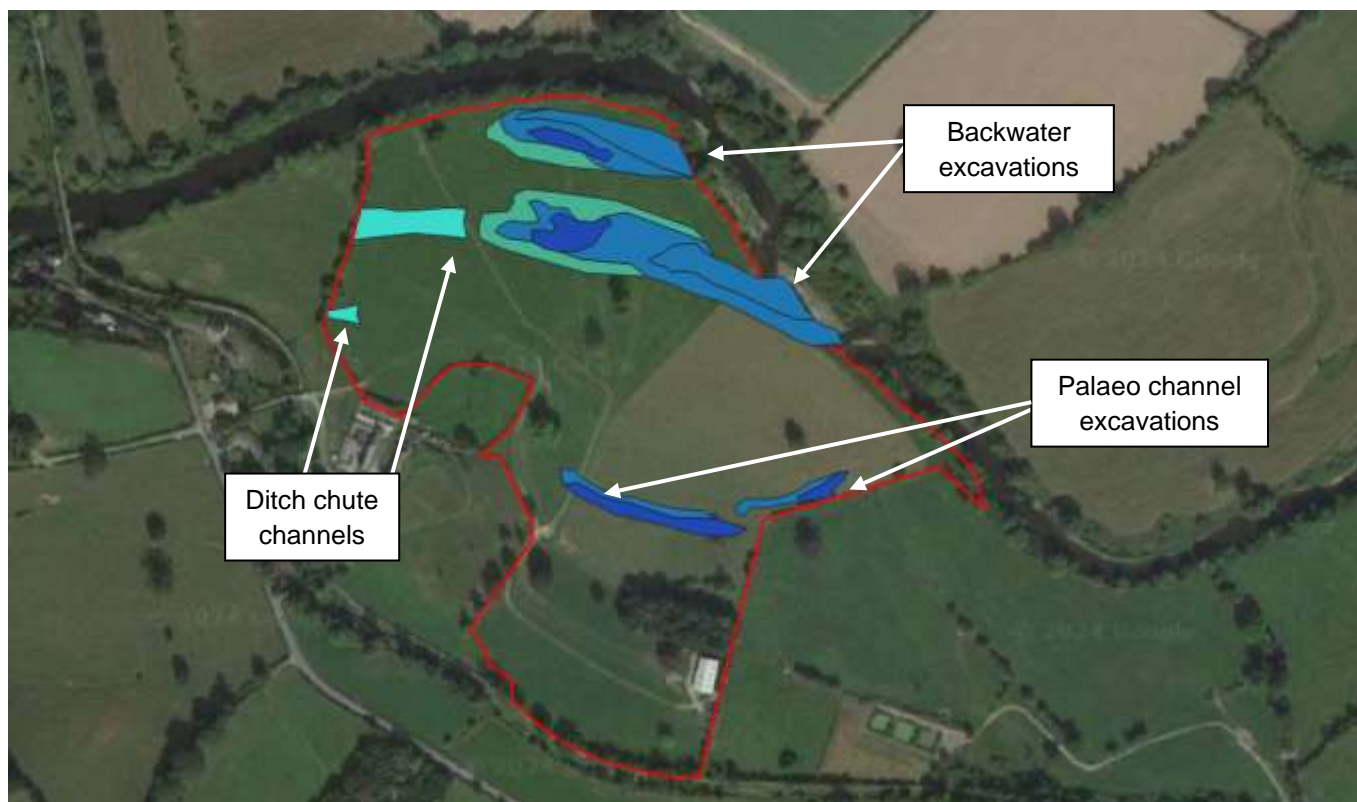 Backwater
excavations
Palaeo channel
excavations
Ditch chute
channels